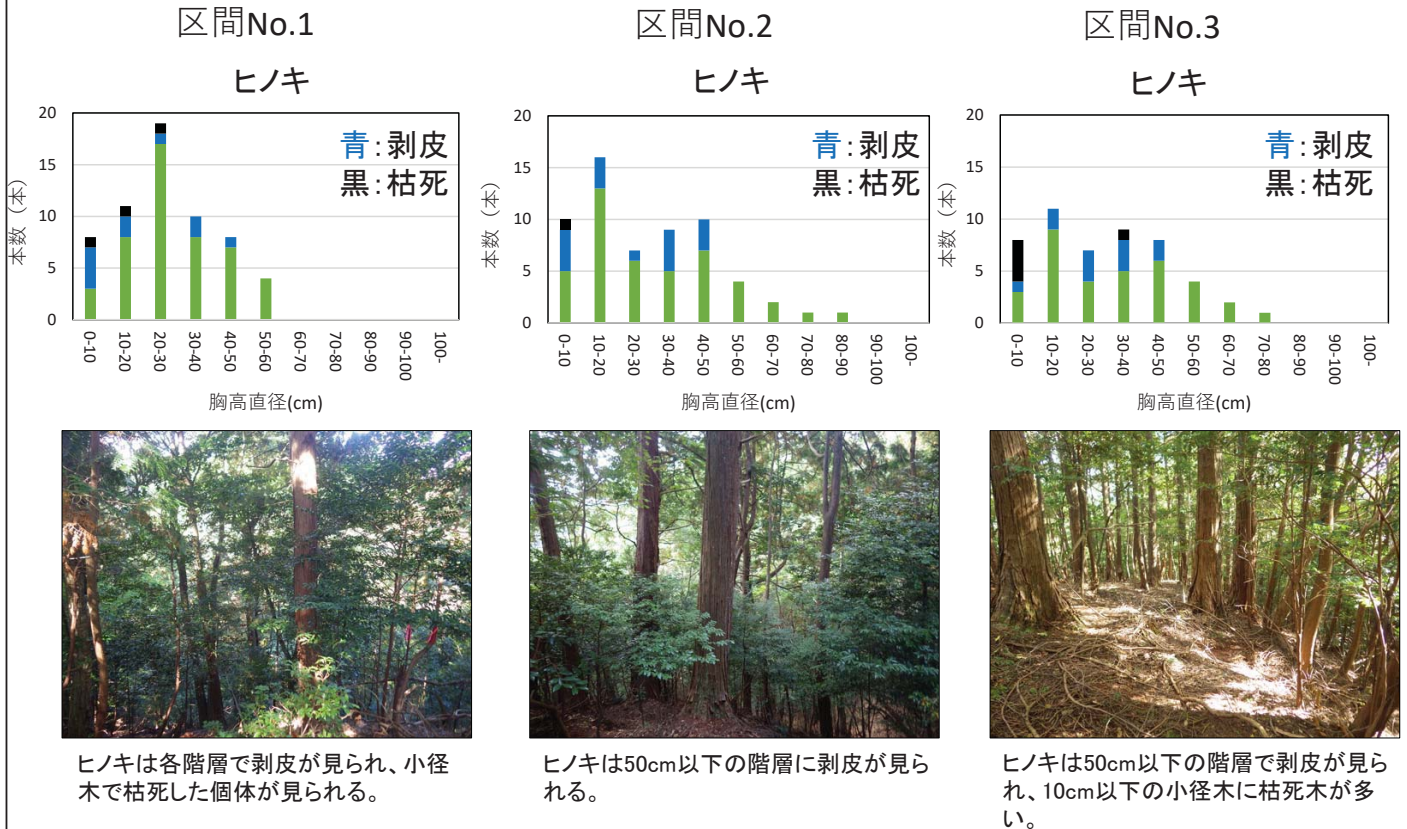 区間No.1
ヒノキ
20
15
10
5
0
本数（本）
青：剥皮
黒：枯死
0-10
10-20
20-30
30-40
40-50
50-60
60-70
70-80
80-90
90-100
100-
胸高直径(cm)
ヒノキは各階層で剥皮が見られ、小径
木で枯死した個体が見られる。
区間No.2
ヒノキ
20
15
10
5
0
本数（本）
青：剥皮
黒：枯死
0-10
10-20
20-30
30-40
40-50
50-60
60-70
70-80
80-90
90-100
100-
胸高直径(cm)
ヒノキは50cm以下の階層に剥皮が見ら
れる。
区間No.3
ヒノキ
20
15
10
5
0
本数（本）
青：剥皮
黒：枯死
0-10
10-20
20-30
30-40
40-50
50-60
60-70
70-80
80-90
90-100
100-
胸高直径(cm)
ヒノキは50cm以下の階層で剥皮が見ら
れ、10cm以下の小径木に枯死木が多
い。